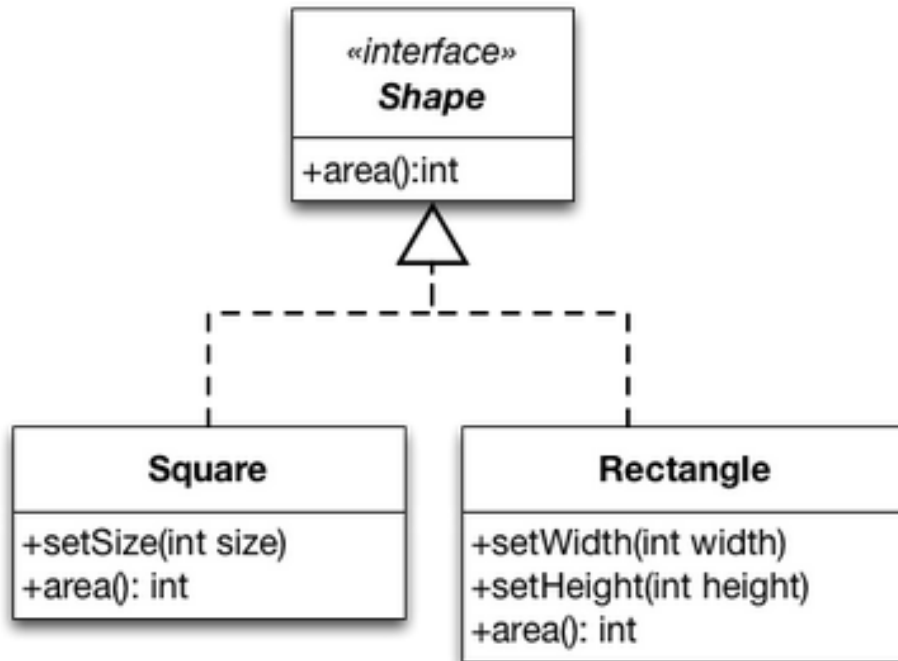 «interface»
Shape
+area():int
Square
+setSize(int size)
+area(): int
Rectangle
+setWidth(int width)
+setHeight(int height)
+area(): int